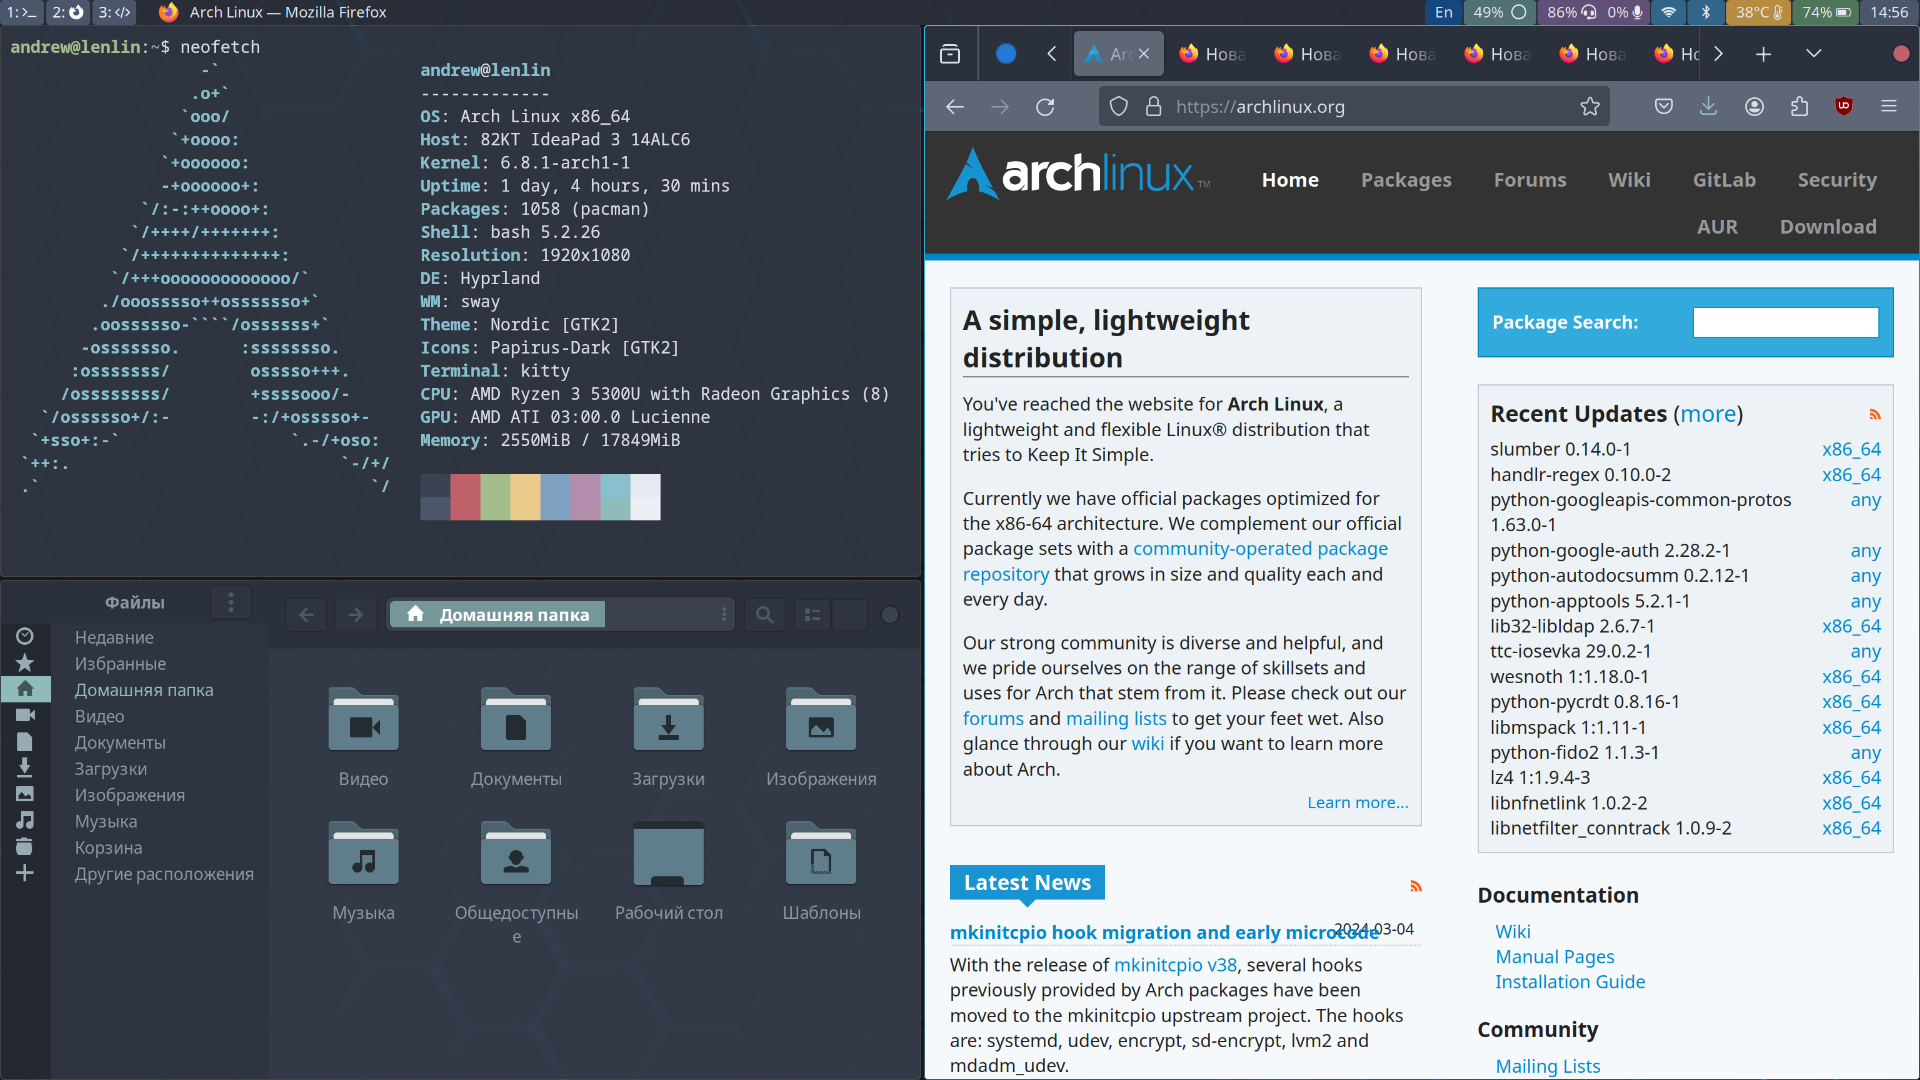 1:
2:
3:
Arch Linux — Mozilla Firefox
En
49%
86%
0%
38°C
74%
14:56
andrew@lenlin:~$ neofetch
andrew@lenlin
-------------
OS: Arch Linux x86_64
Host: 82KT IdeaPad 3 14ALC6
Kernel: 6.8.1-arch1-1
Uptime: 1 day, 4 hours, 30 mins
Packages: 1058 (pacman)
Shell: bash 5.2.26
Resolution: 1920x1080
DE: Hyprland
WM: sway
Theme: Nordic [GTK2]
Icons: Papirus-Dark [GTK2]
Terminal: kitty
CPU: AMD Ryzen 3 5300U with Radeon Graphics (8)
GPU: AMD ATI 03:00.0 Lucienne
Memory: 2550MiB / 17849MiB
Файлы
Домашняя папка
Недавние
Избранные
Домашняя папка
Видео
Документы
Загрузки
Изображения
Музыка
Корзина
Другие расположения
Видео
Документы
Загрузки
Изображения
Музыка
Общедоступны
е
Рабочий стол
Шаблоны
Arc
Нова
Нова
Нова
Нова
Нова
Но
https://archlinux.org
archlinux™
Home
Packages
Forums
Wiki
GitLab
Security
AUR
Download
A simple, lightweight
distribution
You've reached the website for Arch Linux, a
lightweight and flexible Linux® distribution that
tries to Keep It Simple.
Currently we have official packages optimized for
the x86-64 architecture. We complement our official
package sets with a community-operated package
repository that grows in size and quality each and
every day.
Our strong community is diverse and helpful, and
we pride ourselves on the range of skillsets and
uses for Arch that stem from it. Please check out our
forums and mailing lists to get your feet wet. Also
glance through our wiki if you want to learn more
about Arch.
Learn more...
Latest News
mkinitcpio hook migration and early microcode
2024-03-04
With the release of mkinitcpio v38, several hooks
previously provided by Arch packages have been
moved to the mkinitcpio upstream project. The hooks
are: systemd, udev, encrypt, sd-encrypt, lvm2 and
mdadm_udev.
Package Search:
Recent Updates (more)
slumber 0.14.0-1 x86_64
handlr-regex 0.10.0-2 x86_64
python-googleapis-common-protos any
1.63.0-1
python-google-auth 2.28.2-1 any
python-autodocsumm 0.2.12-1 any
python-apptools 5.2.1-1 any
lib32-libldap 2.6.7-1 x86_64
ttc-iosevka 29.0.2-1 any
wesnoth 1:1.18.0-1 x86_64
python-pycrdt 0.8.16-1 x86_64
libmspack 1:1.11-1 x86_64
python-fido2 1.1.3-1 any
lz4 1:1.9.4-3 x86_64
libnfnetlink 1.0.2-2 x86_64
libnetfilter_conntrack 1.0.9-2 x86_64
Documentation
Wiki
Manual Pages
Installation Guide
Community
Mailing Lists